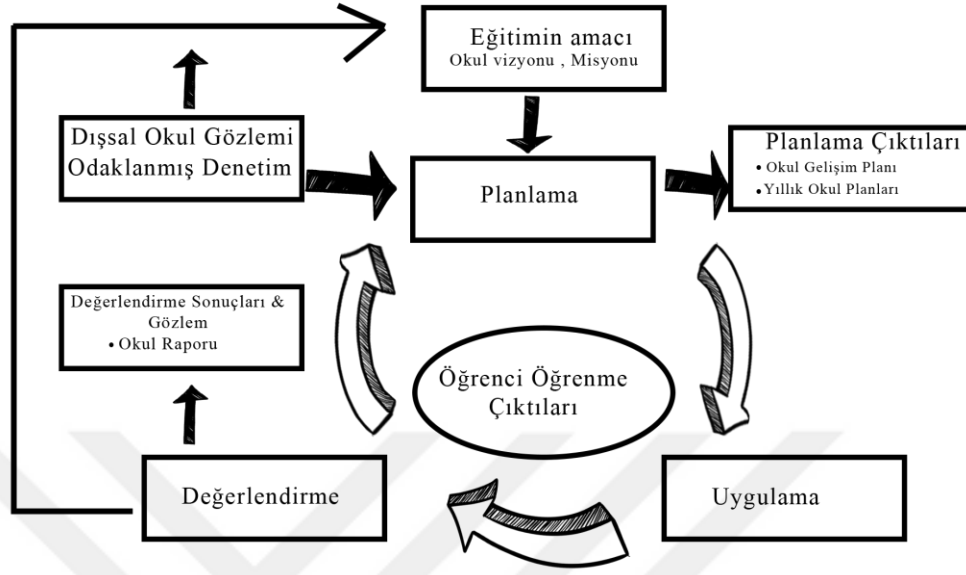 Eğitimin amacı
Okul vizyonu , Misyonu
Dışsal Okul Gözlemi
Odaklanmış Denetim
Planlama
Planlama Çıktıları
• Okul Gelişim Planı
• Yıllık Okul Planları
Değerlendirme Sonuçları &
Gözlem
• Okul Raporu
Öğrenci Öğrenme
Çıktıları
Değerlendirme
Uygulama